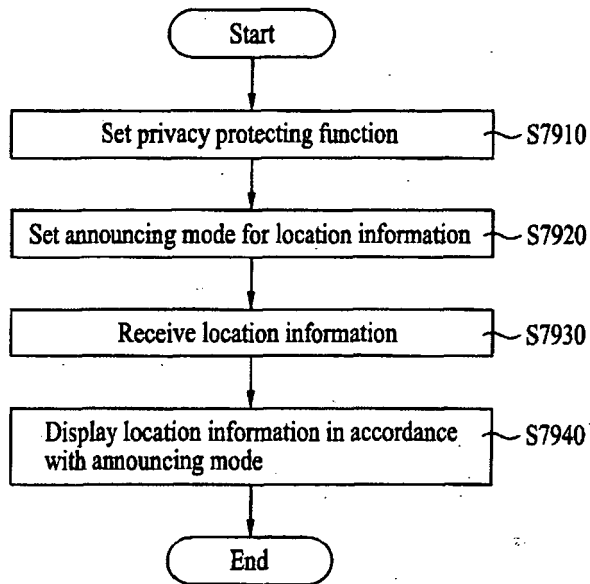 Start
Set privacy protecting function S7910
Set announcing mode for location information S7920
Receive location information S7930
Display location information in accordance
with announcing mode S7940
End